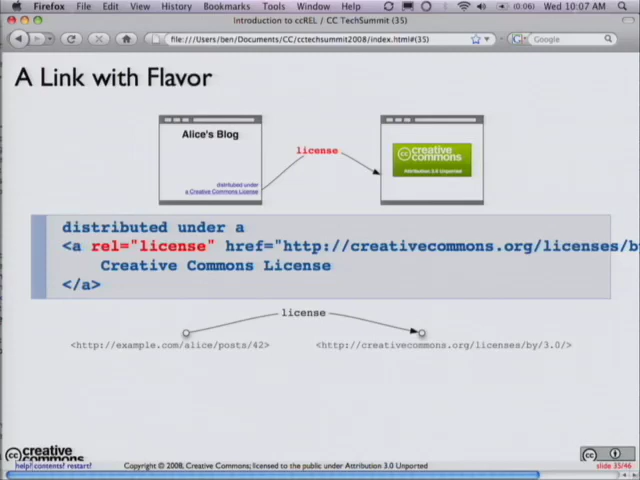 Firefox File Edit View History Bookmarks Tools Window (0:06) Wed 10:07 AM
Introduction to ccREL / CC TechSummit (35)
file:///Users/ben/Documents/CC/cctechsummit2008/index.html#(35)
Google
A Link with Flavor
Alice's Blog
distributed under
a Creative Commons License
license
creative
commons
Attribution 3.0 Unported
distributed under a
<a rel="license" href="http://creativecommons.org/licenses/by
Creative Commons License
</a>
license
<http://example.com/alice/posts/42>
<http://creativecommons.org/licenses/by/3.0/>
cc creative
commons
help? contents? restart?
Copyright © 2008, Creative Commons; licensed to the public under Attribution 3.0 Unported
cc
slide 35/46